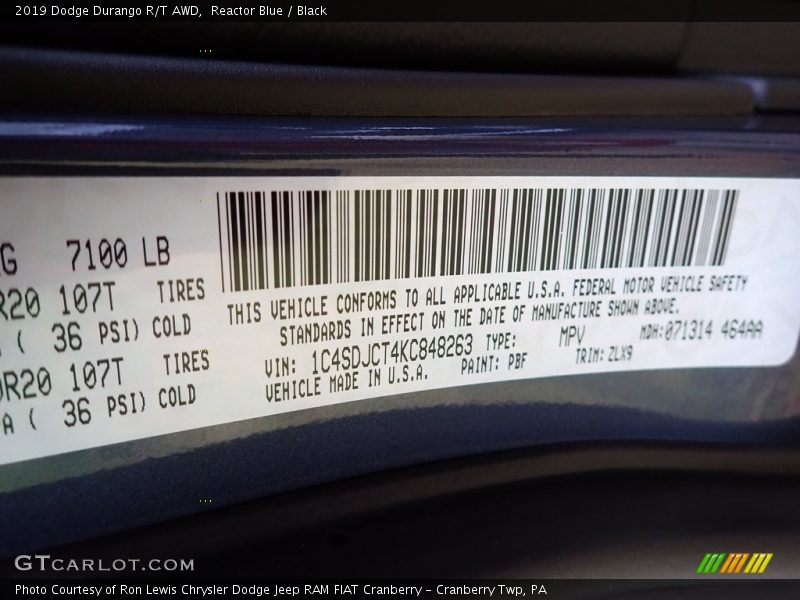 2019 Dodge Durango R/T AWD,  Reactor Blue / Black
7100 LB
107T TIRES
( 36 PSI) COLD
R20 107T TIRES
( 36 PSI) COLD
THIS VEHICLE CONFORMS TO ALL APPLICABLE U.S.A. FEDERAL MOTOR VEHICLE SAFETY
STANDARDS IN EFFECT ON THE DATE OF MANUFACTURE SHOWN ABOVE.
VIN: 1C4SDJCT4KC848263 TYPE: MPV MDH:071314 464AA
VEHICLE MADE IN U.S.A. PAINT: PBF TRIM: ZLX9
GTCARLOT.COM
Photo Courtesy of Ron Lewis Chrysler Dodge Jeep RAM FIAT Cranberry – Cranberry Twp, PA